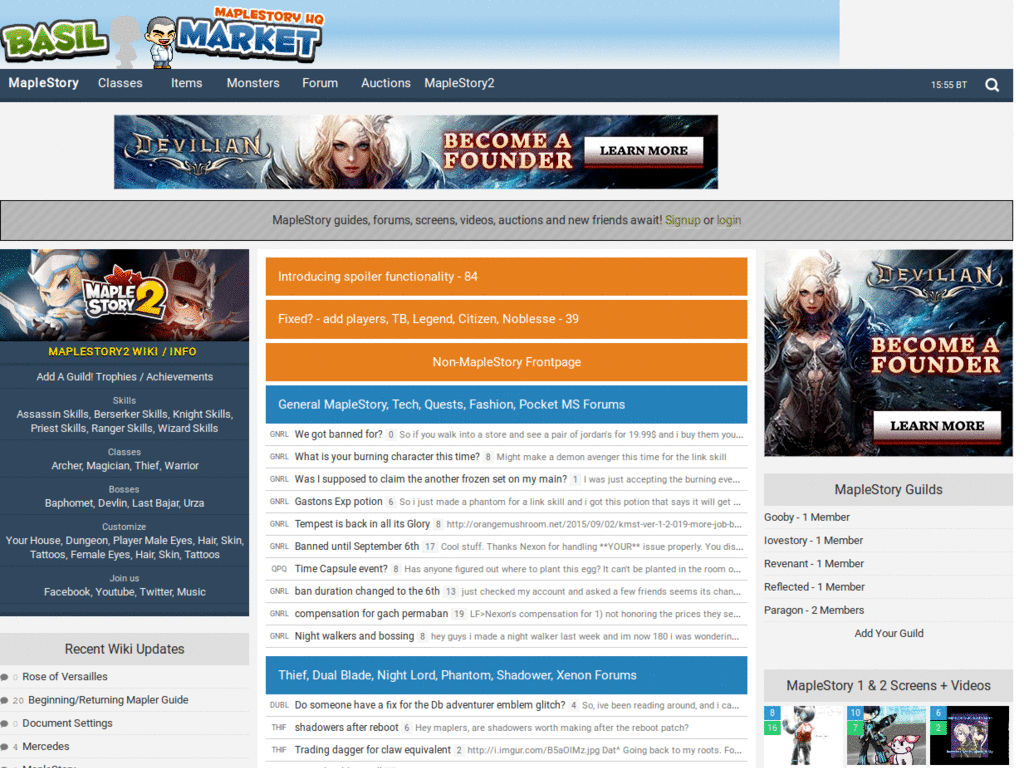 MAPLESTORY HQ
BASIL MARKET
MapleStory Classes Items Monsters Forum Auctions MapleStory2 15:55 BT
DEVILIAN BECOME A FOUNDER LEARN MORE
MapleStory guides, forums, screens, videos, auctions and new friends await! Signup or login
MAPLE STORY 2
MAPLESTORY2 WIKI / INFO
Add A Guild! Trophies / Achievements
Skills
Assassin Skills, Berserker Skills, Knight Skills,
Priest Skills, Ranger Skills, Wizard Skills
Classes
Archer, Magician, Thief, Warrior
Bosses
Baphomet, Devlin, Last Bajar, Urza
Customize
Your House, Dungeon, Player Male Eyes, Hair, Skin,
Tattoos, Female Eyes, Hair, Skin, Tattoos
Join us
Facebook, Youtube, Twitter, Music
Recent Wiki Updates
0 Rose of Versailles
20 Beginning/Returning Mapler Guide
0 Document Settings
4 Mercedes
Introducing spoiler functionality - 84
Fixed? - add players, TB, Legend, Citizen, Noblesse - 39
Non-MapleStory Frontpage
General MapleStory, Tech, Quests, Fashion, Pocket MS Forums
GNRL We got banned for? 0 So if you walk into a store and see a pair of jordan's for 19.99$ and i buy them you...
GNRL What is your burning character this time? 8 Might make a demon avenger this time for the link skill
GNRL Was I supposed to claim the another frozen set on my main? 1 I was just accepting the burning eve...
GNRL Gastons Exp potion 6 So i just made a phantom for a link skill and i got this potion that says it will get ...
GNRL Tempest is back in all its Glory 8 http://orangemushroom.net/2015/09/02/kmst-ver-1-2-019-more-job-b...
GNRL Banned until September 6th 17 Cool stuff. Thanks Nexon for handling **YOUR** issue properly. You dis...
QPQ Time Capsule event? 8 Has anyone figured out where to plant this egg? It can't be planted in the room o...
GNRL ban duration changed to the 6th 13 just checked my account and asked a few friends seems its chan...
GNRL compensation for gach permaban 19 LF>Nexon's compensation for 1) not honoring the prices they se...
GNRL Night walkers and bossing 8 hey guys i made a night walker last week and im now 180 i was wonderin...
Thief, Dual Blade, Night Lord, Phantom, Shadower, Xenon Forums
DUBL Do someone have a fix for the Db adventurer emblem glitch? 4 So, ive been reading around, and i ca...
THIF shadowers after reboot 6 Hey maplers, are shadowers worth making after the reboot patch?
THIF Trading dagger for claw equivalent 2 http://i.imgur.com/B5aOIMz.jpg Dat^ Going back to my roots. Fo...
DEVILIAN
BECOME A
FOUNDER
LEARN MORE
MapleStory Guilds
Gooby - 1 Member
Iovestory - 1 Member
Revenant - 1 Member
Reflected - 1 Member
Paragon - 2 Members
Add Your Guild
MapleStory 1 & 2 Screens + Videos
8 10 6
16 7 2